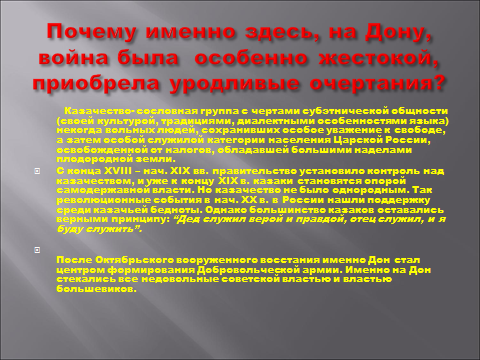 Почему именно здесь, на Дону,
война была особенно жестокой,
приобрела уродливые очертания?
Казачество- сословная группа с чертами субэтнической общности
(своей культурой, традициями, диалектными особенностями языка)
некогда вольных людей, сохранивших особое уважение к свободе,
а затем особой служилой категории населения Царской России,
освобожденной от налогов, обладавшей большими наделами
плодородной земли.
С конца XVIII – нач. XIX вв. правительство установило контроль над
казачеством, и уже к концу XIX в. казаки становятся опорой
самодержавной власти. Но казачество не было однородным. Так
революционные события в нач. XX в. в России нашли поддержку
среди казачьей бедноты. Однако большинство казаков оставались
верными принципу: “Дед служил верой и правдой, отец служил, и я
буду служить”.
После Октябрьского вооруженного восстания именно Дон стал
центром формирования Добровольческой армии. Именно на Дон
стекались все недовольные советской властью и властью
большевиков.